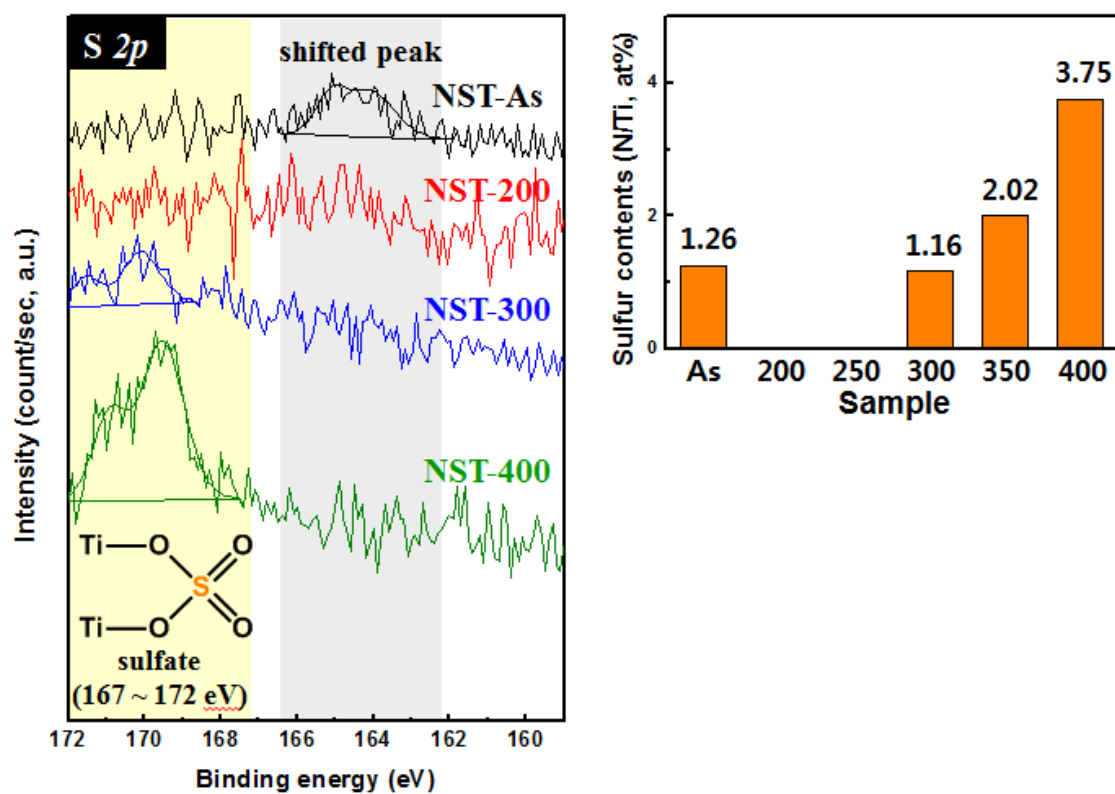 S 2p
shifted peak
NST-As
NST-200
NST-300
NST-400
Ti O O
S
Ti O O
sulfate
(167 ~ 172 eV)
172 170 168 166 164 162 160
Binding energy (eV)
Intensity (count/sec, a.u.)
Sulfur contents (N/Ti, at%)
4
2
0
1.26
1.16
2.02
3.75
As 200 250 300 350 400
Sample